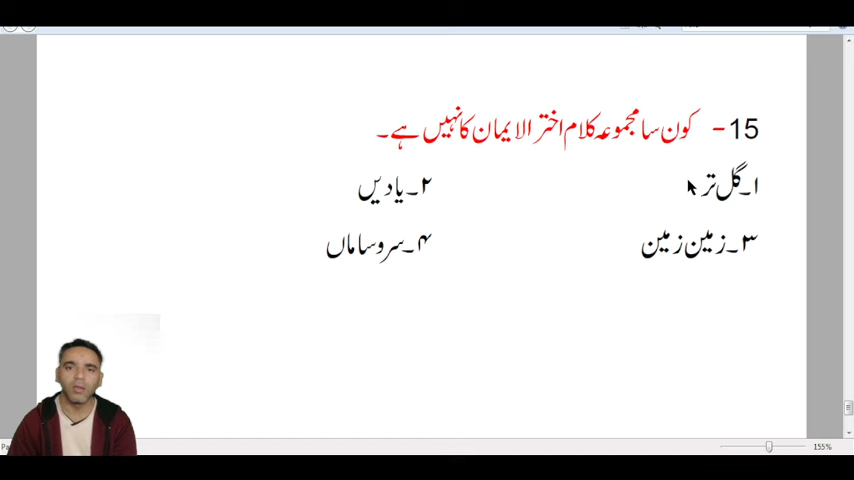 15- کون سا مجموعہ کلام اختر الایمان کا نہیں ہے۔
۱۔گل تر ۲۔یادیں
۳۔زمین زمین ۴۔سروساماں
155%